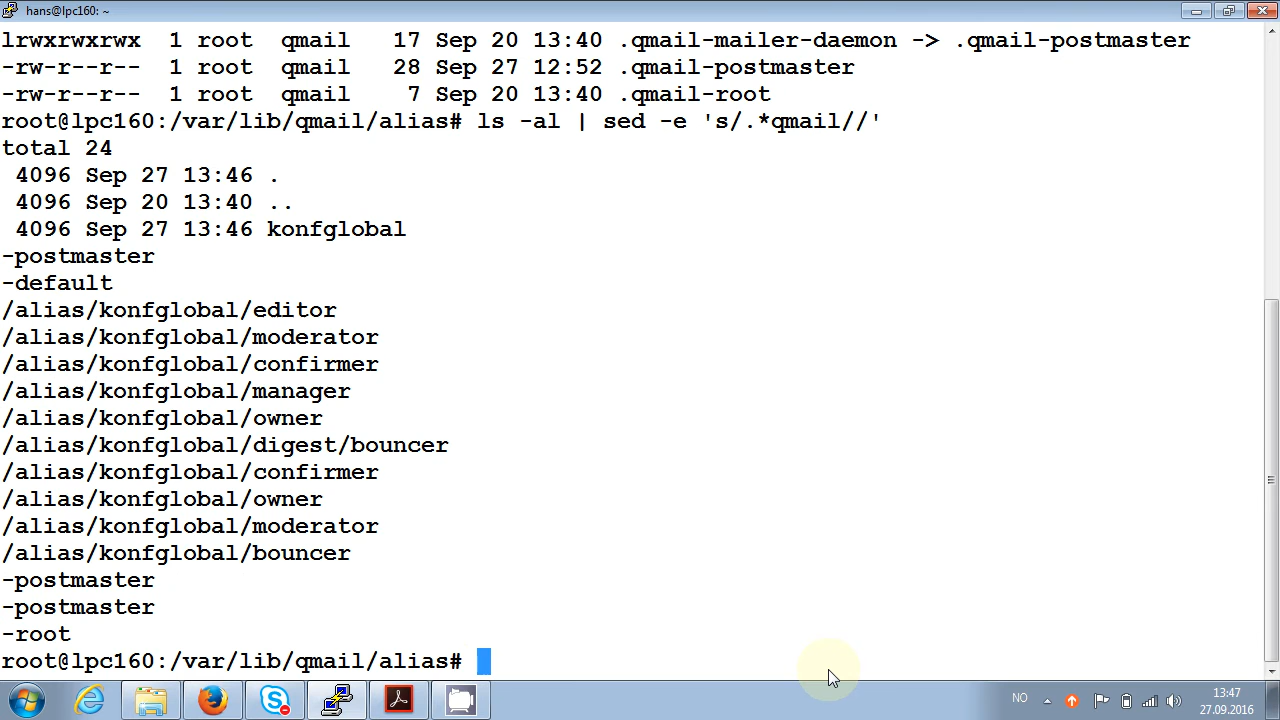 hans@lpc160: ~
lrwxrwxrwx  1 root  qmail   17 Sep 20 13:40 .qmail-mailer-daemon -> .qmail-postmaster
-rw-r--r--  1 root  qmail   28 Sep 27 12:52 .qmail-postmaster
-rw-r--r--  1 root  qmail    7 Sep 20 13:40 .qmail-root
root@lpc160:/var/lib/qmail/alias# ls -al | sed -e 's/.*qmail//'
total 24
 4096 Sep 27 13:46 .
 4096 Sep 20 13:40 ..
 4096 Sep 27 13:46 konfglobal
-postmaster
-default
/alias/konfglobal/editor
/alias/konfglobal/moderator
/alias/konfglobal/confirmer
/alias/konfglobal/manager
/alias/konfglobal/owner
/alias/konfglobal/digest/bouncer
/alias/konfglobal/confirmer
/alias/konfglobal/owner
/alias/konfglobal/moderator
/alias/konfglobal/bouncer
-postmaster
-postmaster
-root
root@lpc160:/var/lib/qmail/alias#
NO
13:47
27.09.2016